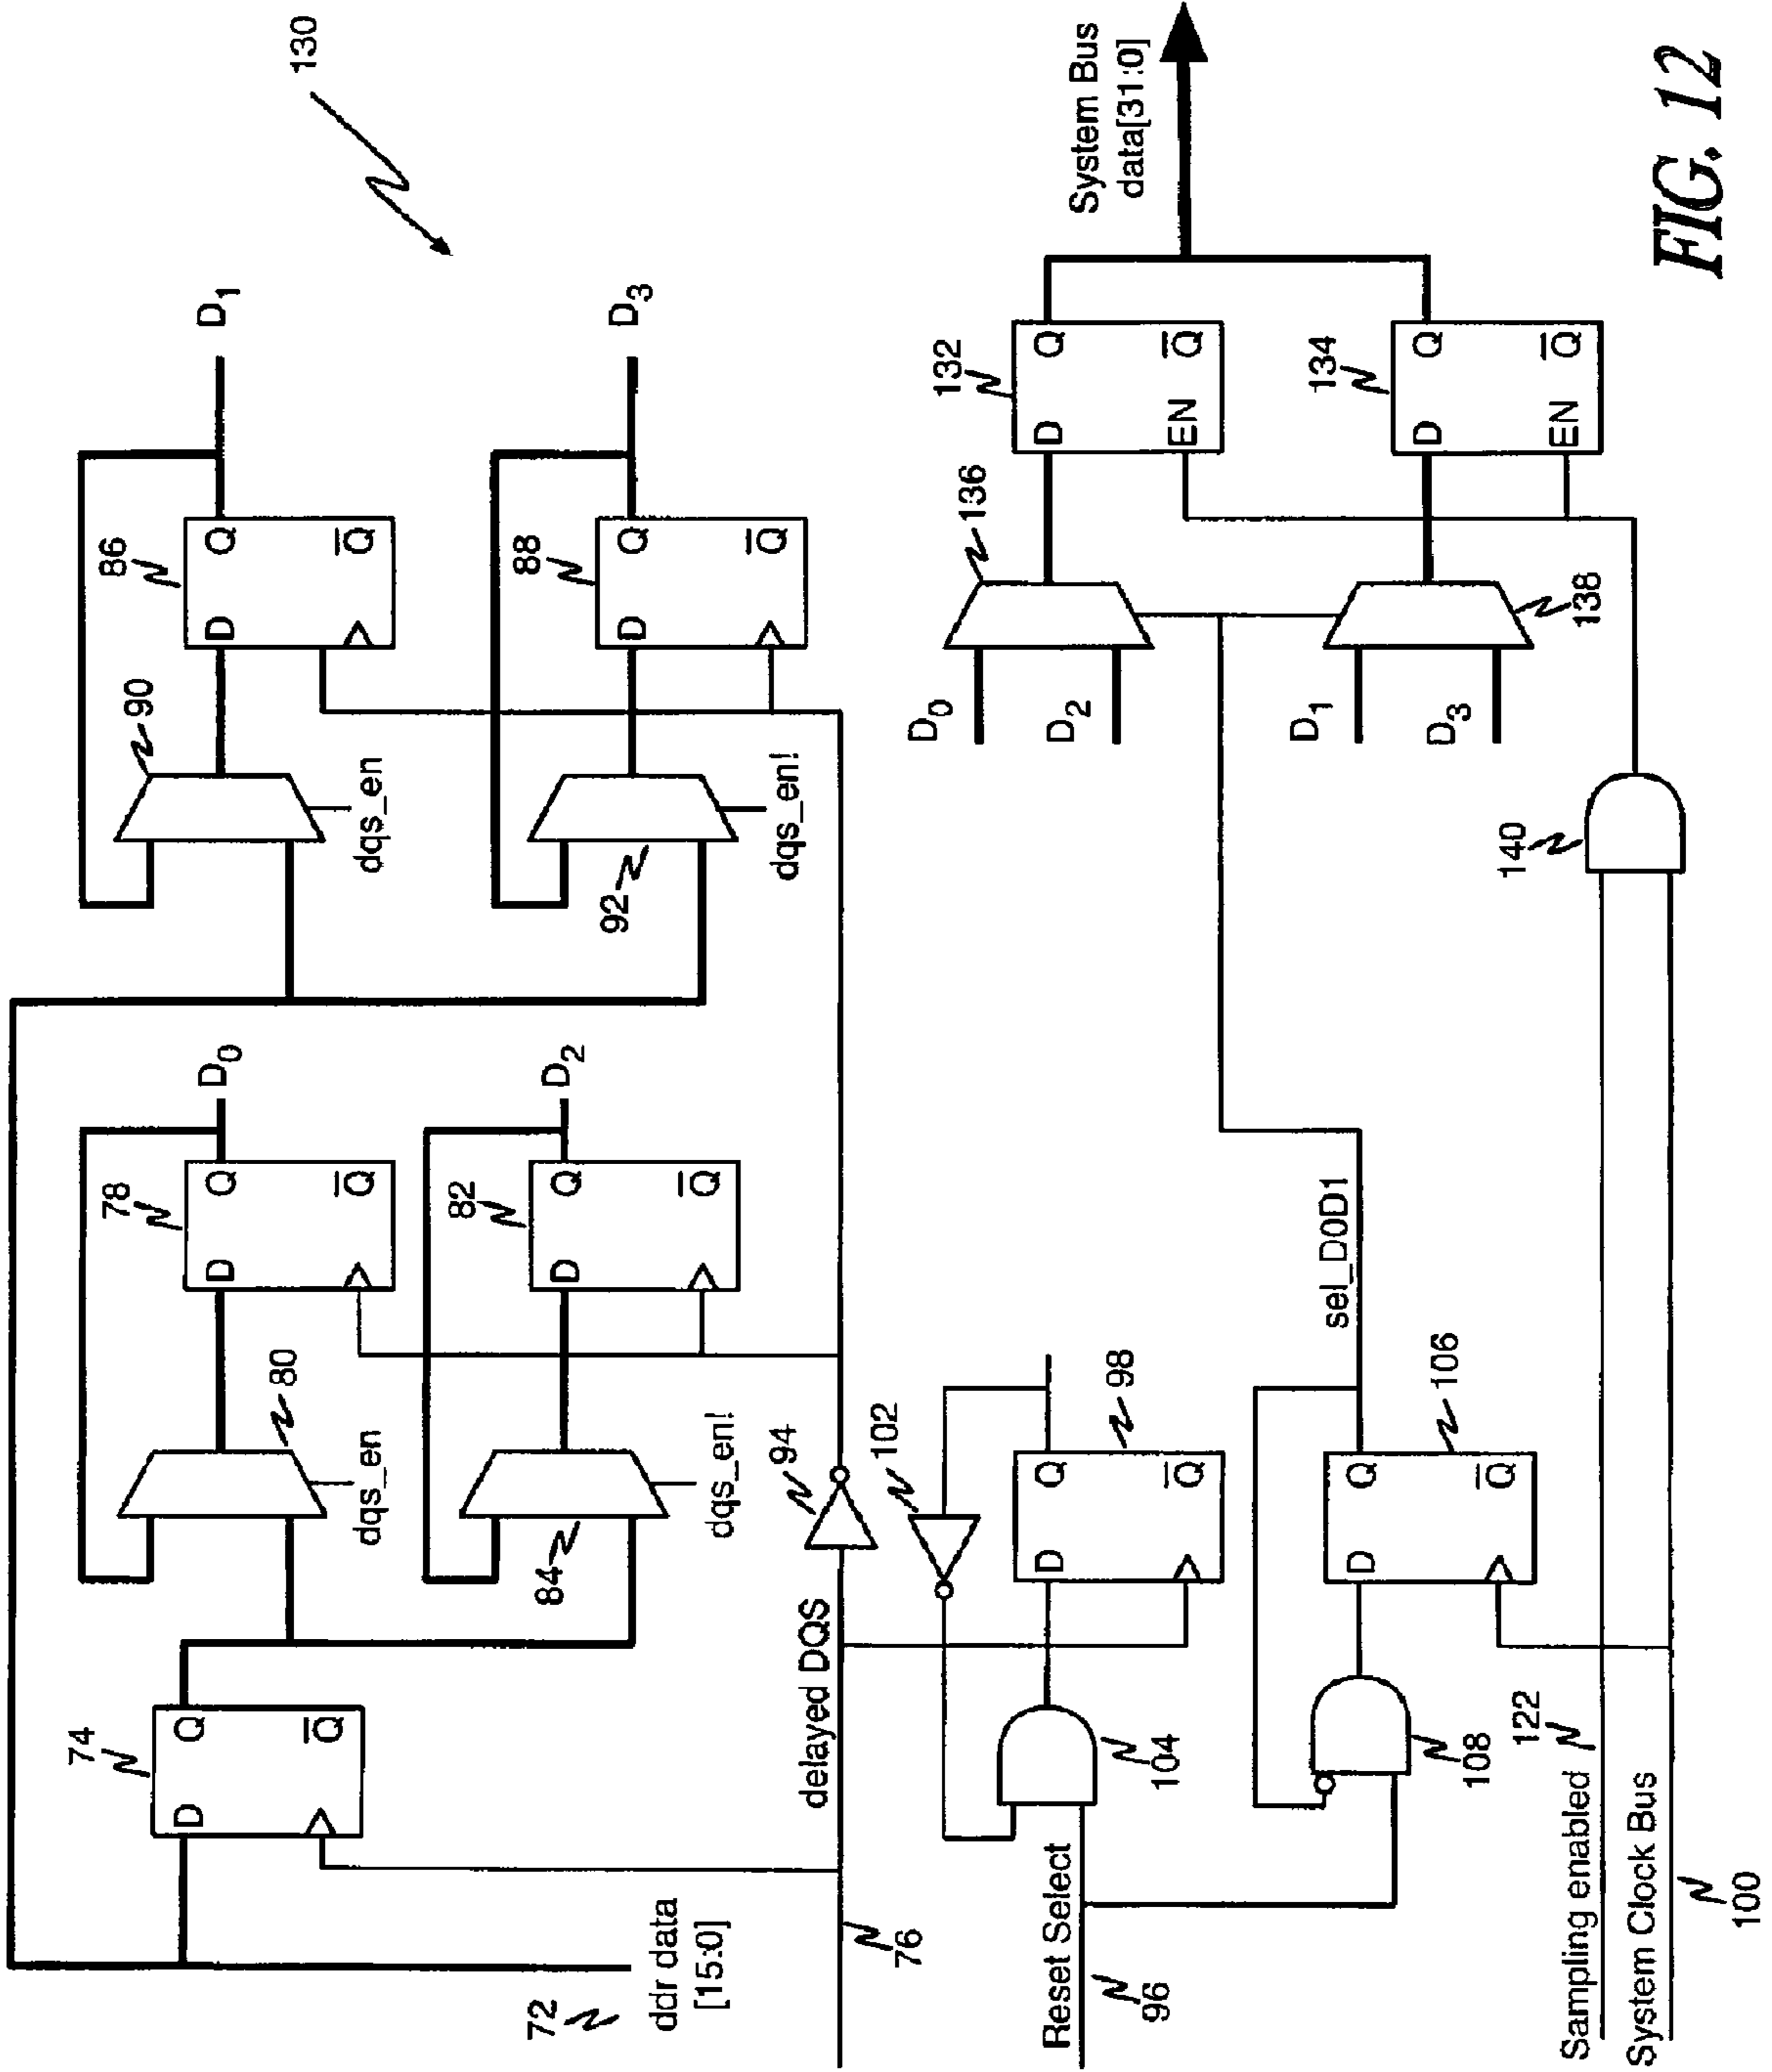 130
D1
D3
86
D
Q
Q
88
D
Q
Q
90
dqs_en
92
dqs_en!
D0
D2
78
D
Q
Q
82
D
Q
Q
80
dqs_en
84
dqs_en!
74
D
Q
Q
72
ddr data
[15:0]
delayed DQS
76
94
102
98
D
Q
Q
104
Reset Select
96
106
D
Q
Q
108
sel_D0D1
122
Sampling enabled
System Clock Bus
100
140
D0
D2
D1
D3
136
138
132
D
Q
EN
Q
134
D
Q
EN
Q
System Bus
data[31:0]
FIG. 12